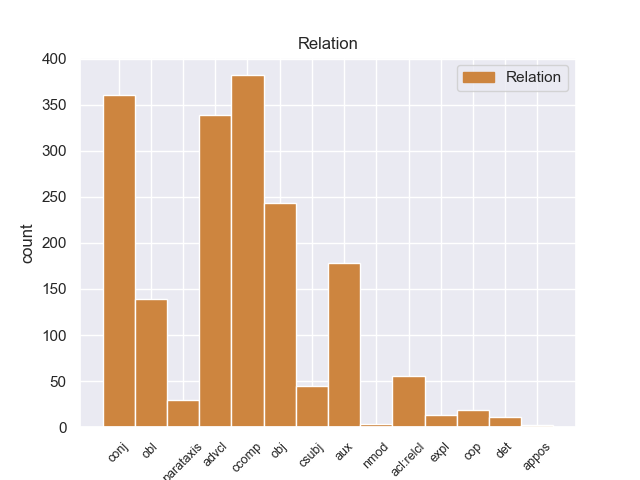 Relation
400
350
300
250
200
150
100
50
0
count
Relation
conj
obl
parataxis
advcl
ccomp
obj
csubj
aux
nmod
acl:relcl
expl
cop
det
appos